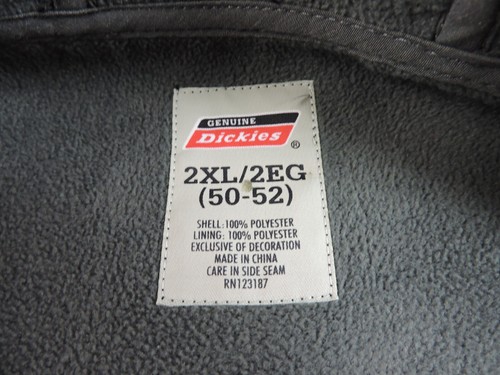 GENUINE
Dickies®
2XL/2EG
(50-52)
SHELL: 100% POLYESTER
LINING: 100% POLYESTER
EXCLUSIVE OF DECORATION
MADE IN CHINA
CARE IN SIDE SEAM
RN123187